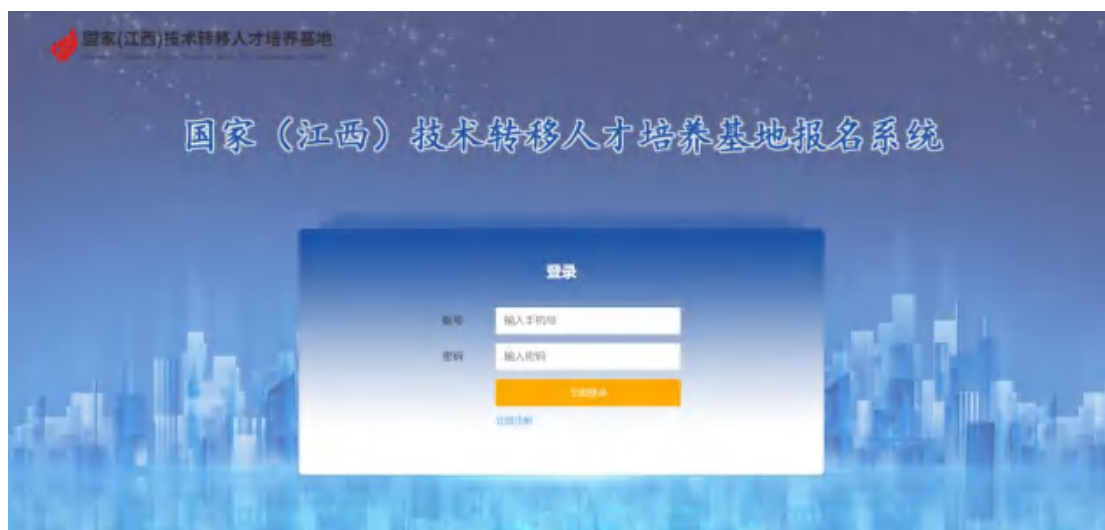 国家(江西)技术转移人才培养基地
国家（江西）技术转移人才培养基地报名系统
登录
账号
输入手机号
密码
输入密码
立即登录
立即注册